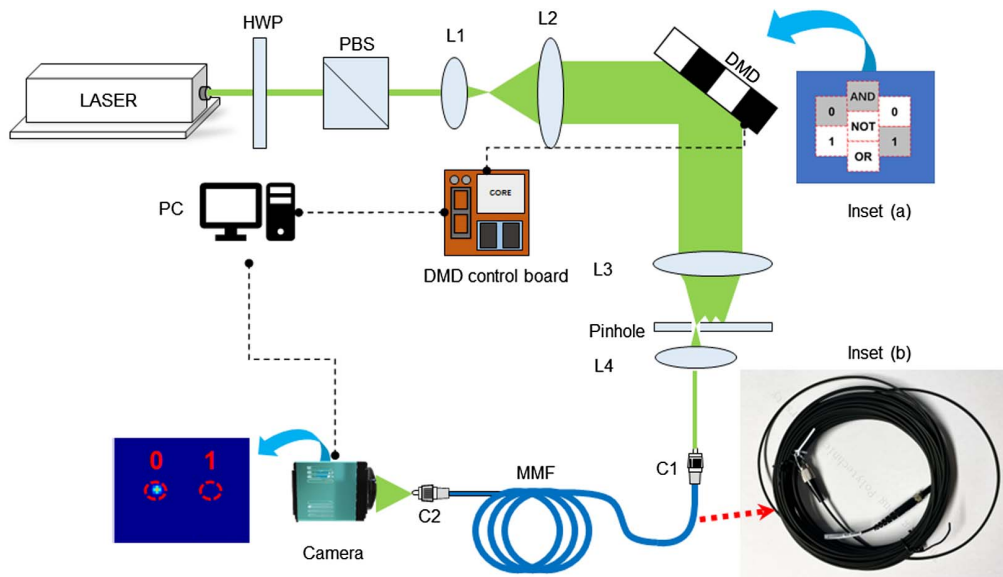 HWP
PBS
L1
L2
DMD
LASER
AND
0
0
NOT
1
1
OR
Inset (a)
PC
CORE
DMD control board
L3
Pinhole
L4
Inset (b)
C1
0 1
MMF
C2
Camera